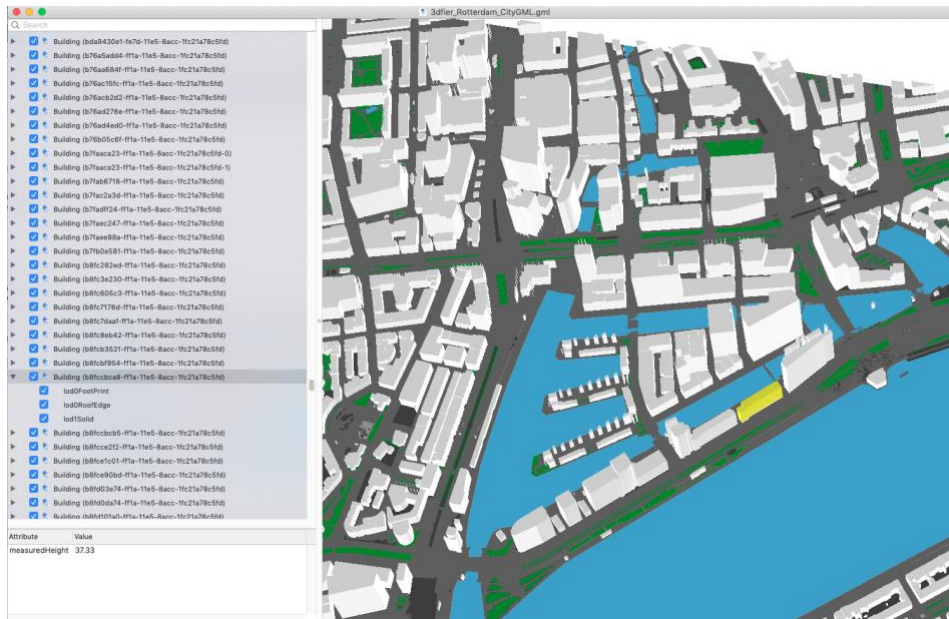 3dfier_Rotterdam_CityGML.gml
Search
Building (bda9430e1-fe7d-11e5-8acc-1fc21a78c5fd)
Building (b76a5add4-ff1a-11e5-8acc-1fc21a78c5fd)
Building (b76aa684f-ff1a-11e5-8acc-1fc21a78c5fd)
Building (b76ac15fc-ff1a-11e5-8acc-1fc21a78c5fd)
Building (b76acb2d2-ff1a-11e5-8acc-1fc21a78c5fd)
Building (b76ad278e-ff1a-11e5-8acc-1fc21a78c5fd)
Building (b76ad4ed0-ff1a-11e5-8acc-1fc21a78c5fd)
Building (b76b05c6f-ff1a-11e5-8acc-1fc21a78c5fd)
Building (b7faaca23-ff1a-11e5-8acc-1fc21a78c5fd-0)
Building (b7faaca23-ff1a-11e5-8acc-1fc21a78c5fd-1)
Building (b7fab6718-ff1a-11e5-8acc-1fc21a78c5fd)
Building (b7fac2a3d-ff1a-11e5-8acc-1fc21a78c5fd)
Building (b7fadff24-ff1a-11e5-8acc-1fc21a78c5fd)
Building (b7faec247-ff1a-11e5-8acc-1fc21a78c5fd)
Building (b7faee98a-ff1a-11e5-8acc-1fc21a78c5fd)
Building (b7fb0e581-ff1a-11e5-8acc-1fc21a78c5fd)
Building (b8fc282ed-ff1a-11e5-8acc-1fc21a78c5fd)
Building (b8fc3e230-ff1a-11e5-8acc-1fc21a78c5fd)
Building (b8fc605c3-ff1a-11e5-8acc-1fc21a78c5fd)
Building (b8fc7176d-ff1a-11e5-8acc-1fc21a78c5fd)
Building (b8fc7daaf-ff1a-11e5-8acc-1fc21a78c5fd)
Building (b8fc8eb42-ff1a-11e5-8acc-1fc21a78c5fd)
Building (b8fcb3521-ff1a-11e5-8acc-1fc21a78c5fd)
Building (b8fcbf954-ff1a-11e5-8acc-1fc21a78c5fd)
Building (b8fccbca8-ff1a-11e5-8acc-1fc21a78c5fd)
lod0FootPrint
lod0RoofEdge
lod1Solid
Building (b8fccbcb5-ff1a-11e5-8acc-1fc21a78c5fd)
Building (b8fcce2f2-ff1a-11e5-8acc-1fc21a78c5fd)
Building (b8fce1c01-ff1a-11e5-8acc-1fc21a78c5fd)
Building (b8fce90bd-ff1a-11e5-8acc-1fc21a78c5fd)
Building (b8fd03e74-ff1a-11e5-8acc-1fc21a78c5fd)
Building (b8fd0da74-ff1a-11e5-8acc-1fc21a78c5fd)
Building (b8fd101a0-ff1a-11e5-8acc-1fc21a78c5fd)
Attribute Value
measuredHeight 37.33